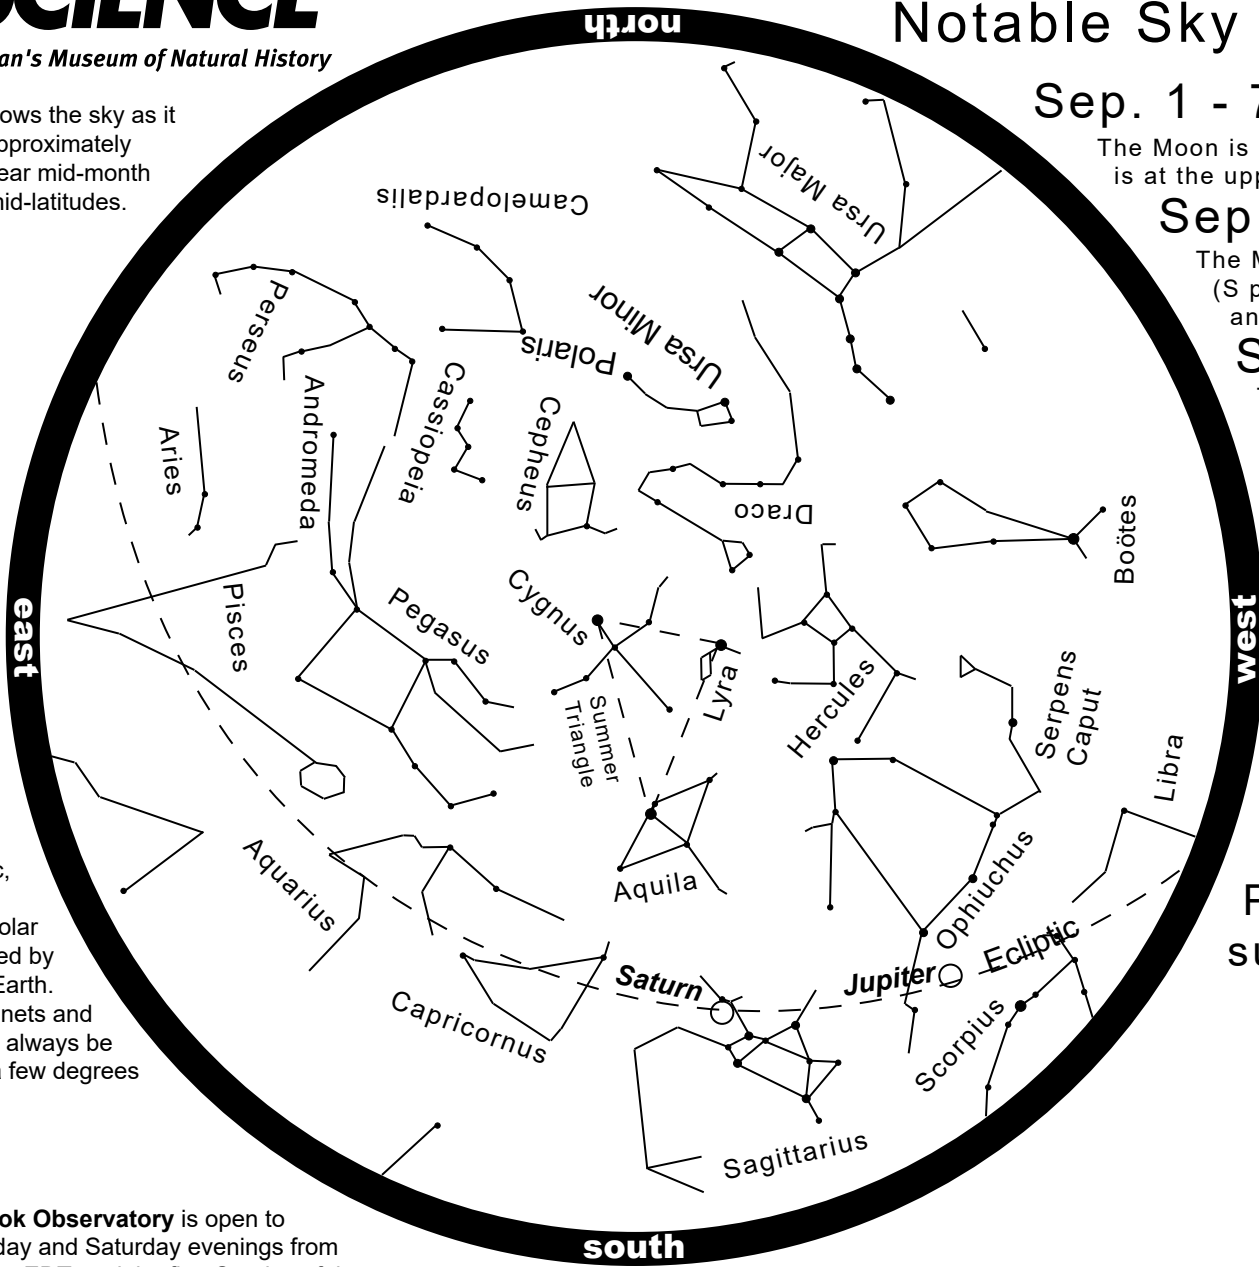 SCIENCE
an's Museum of Natural History
ows the sky as it
pproximately
ear mid-month
nid-latitudes.
Notable Sky
Sep. 1 - 7
The Moon is
is at the upp
Sep
The M
(S p
an
S
north
Ursa Major
Camelopardalis
Ursa Minor
Polaris
Perseus
Cassiopeia
Andromeda
Aries
Cepheus
Draco
Boötes
east
west
Pisces
Pegasus
Cygnus
Lyra
Summer
Triangle
Hercules
Serpens
Caput
Libra
Aquarius
Aquila
Ophiuchus
Ecliptic
Saturn
Jupiter
Capricornus
Scorpius
Sagittarius
south
olar
ed by
Earth.
nets and
always be
a few degrees
su
ok Observatory is open to
day and Saturday evenings from